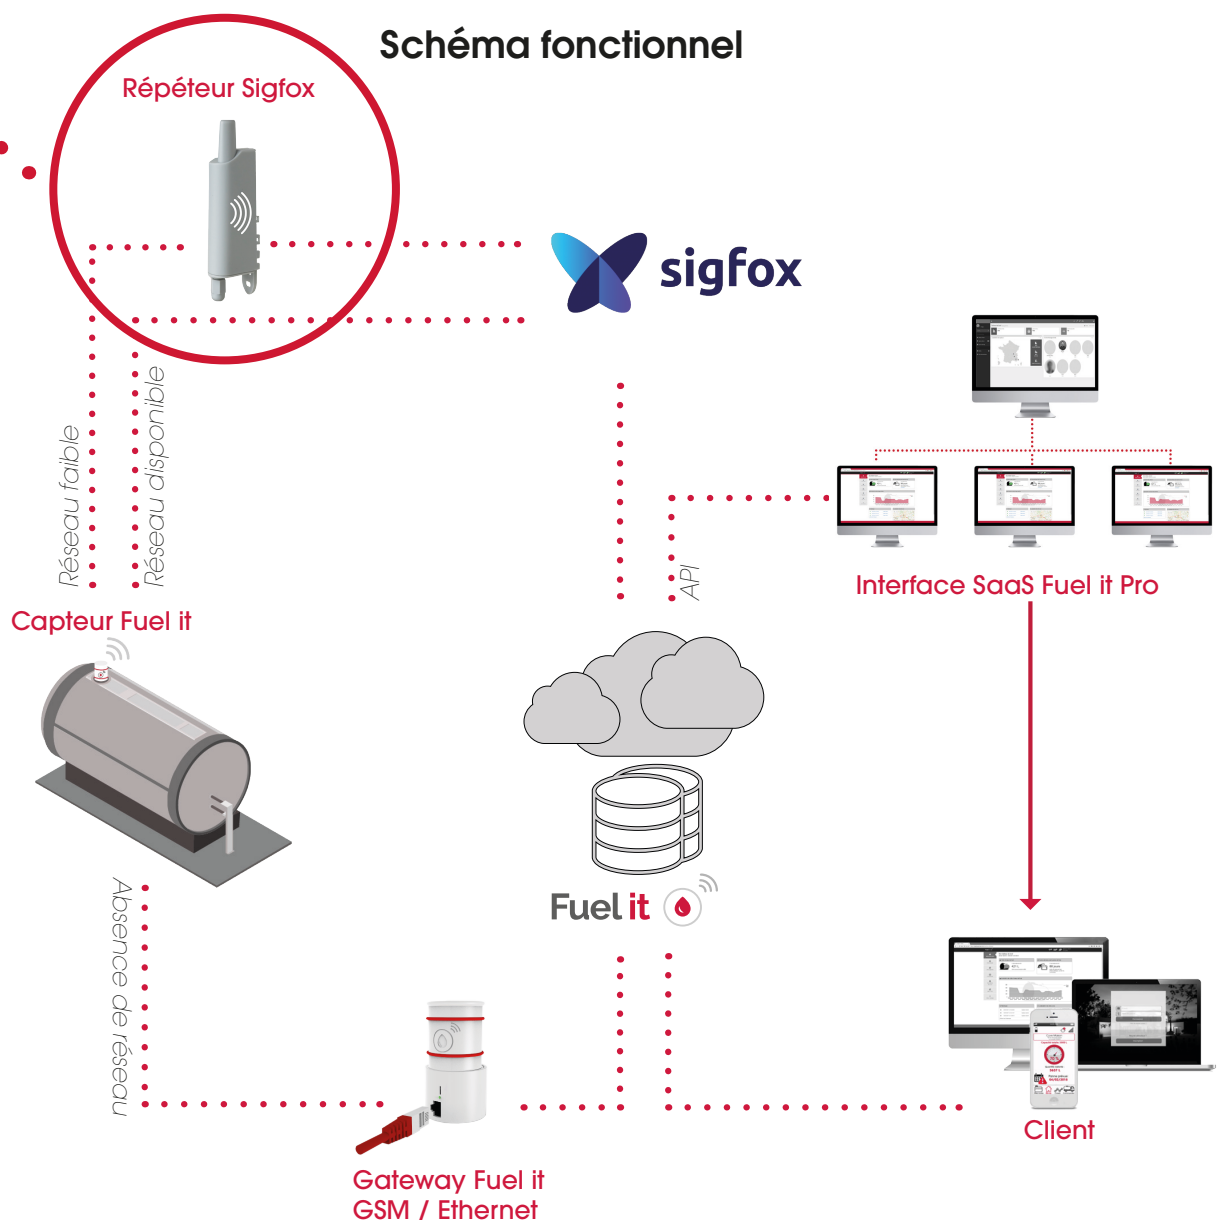 Schéma fonctionnel
Répéteur Sigfox
sigfox
Réseau faible
Réseau disponible
API
Interface SaaS Fuel it Pro
Capteur Fuel it
Fuel it
Absence de réseau
Client
Gateway Fuel it
GSM / Ethernet